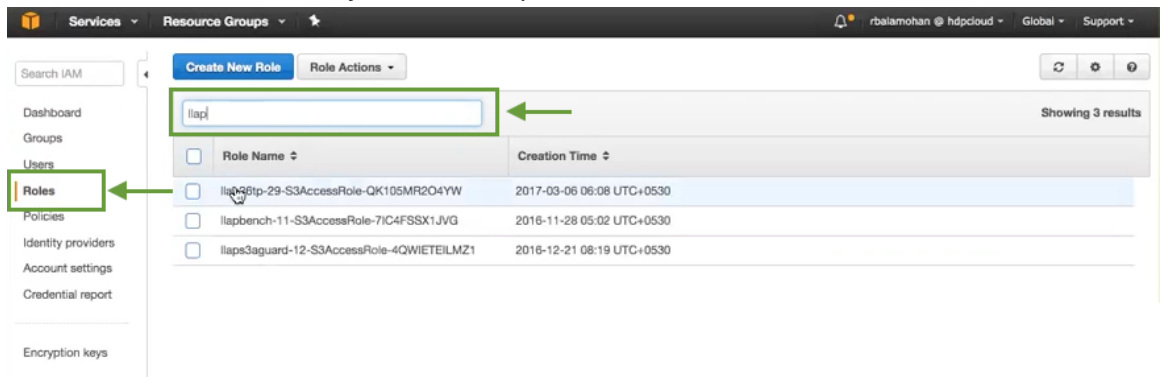 Services
Resource Groups
rbalamohan @ hdpcloud
Global
Support
Search IAM
Create New Role
Role Actions
Dashboard
llap
Showing 3 results
Groups
Role Name
Creation Time
Users
Roles
-29-S3AccessRole-QK105MR2O4YW
2017-03-06 06:08 UTC+0530
Policies
llapbench-11-S3AccessRole-7IC4FSSX1JVG
2016-11-28 05:02 UTC+0530
Identity providers
llaps3aguard-12-S3AccessRole-4QWIETEILMZ1
2016-12-21 08:19 UTC+0530
Account settings
Credential report
Encryption keys